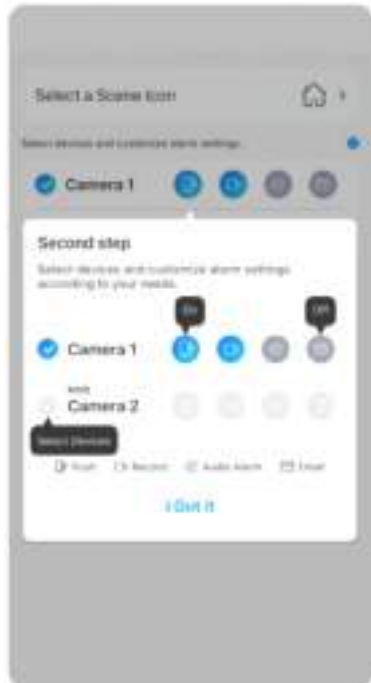 Select a Scene Icon
Select devices and customize alarm settings.
Camera 1
Second step
Select devices and customize alarm settings
according to your needs.
On Off
Camera 1
Camera 2
Select Devices
Push Record Audio Alarm Email
I Got It